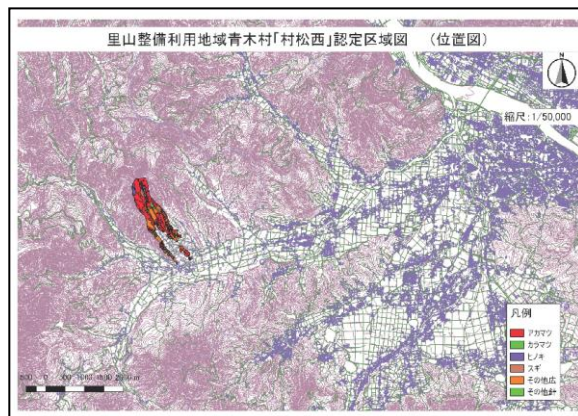 里山整備利用地域青木村「村松西」認定区域図　（位置図）
縮尺：1/50,000
凡例
アカマツ
カラマツ
ヒノキ
スギ
その他広
その他針